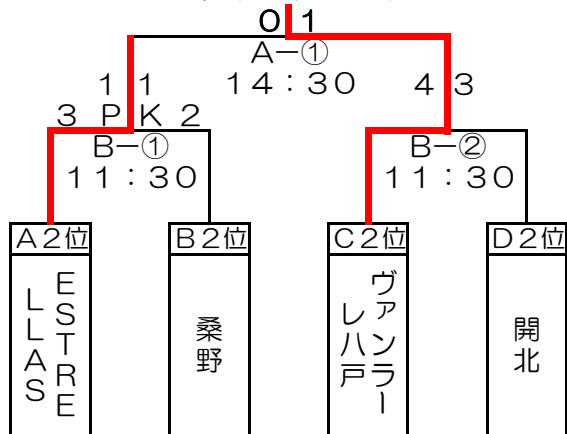 0 1
A－①
14：30
1 1
4 3
3 PK 2
B－①
11：30
B－②
11：30
A2位
B2位
C2位
D2位
ESTRE
LLAS
桑野
ヴァンラー
レ八戸
開北